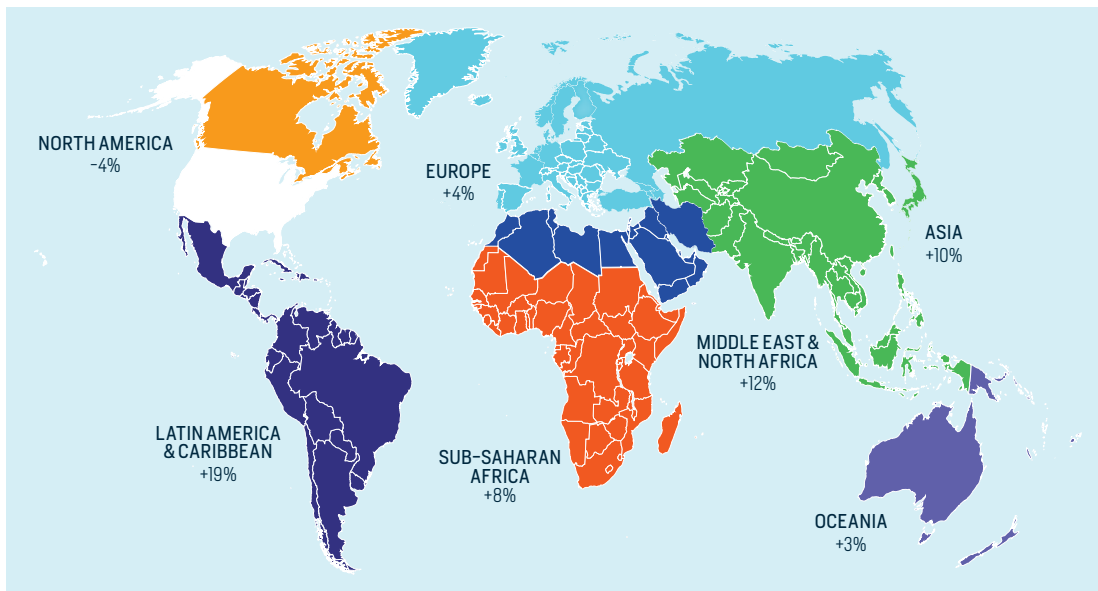 NORTH AMERICA
-4%
EUROPE
+4%
ASIA
+10%
MIDDLE EAST &
NORTH AFRICA
+12%
LATIN AMERICA
& CARIBBEAN
+19%
SUB-SAHARAN
AFRICA
+8%
OCEANIA
+3%